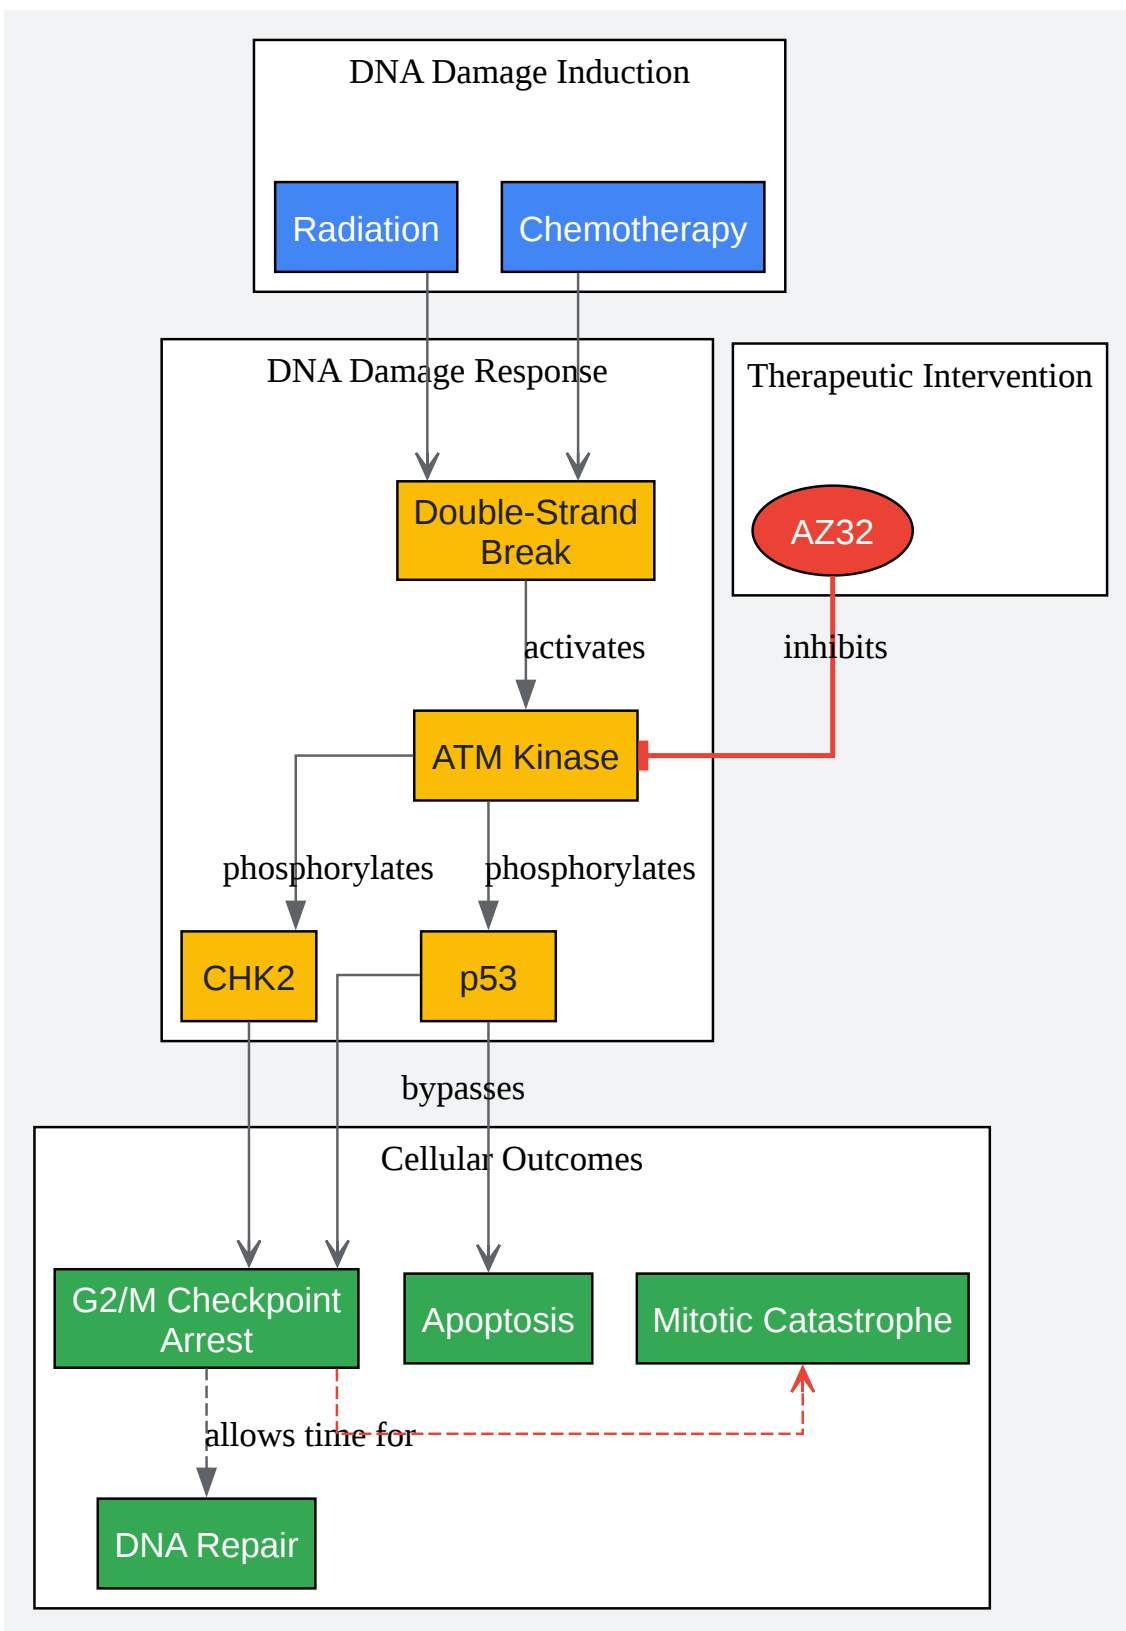 DNA Damage Induction
Radiation
Chemotherapy
DNA Damage Response
Therapeutic Intervention
Double-Strand
Break
AZ32
activates
inhibits
ATM Kinase
phosphorylates
phosphorylates
CHK2
p53
bypasses
Cellular Outcomes
G2/M Checkpoint
Arrest
Apoptosis
Mitotic Catastrophe
allows time for
DNA Repair